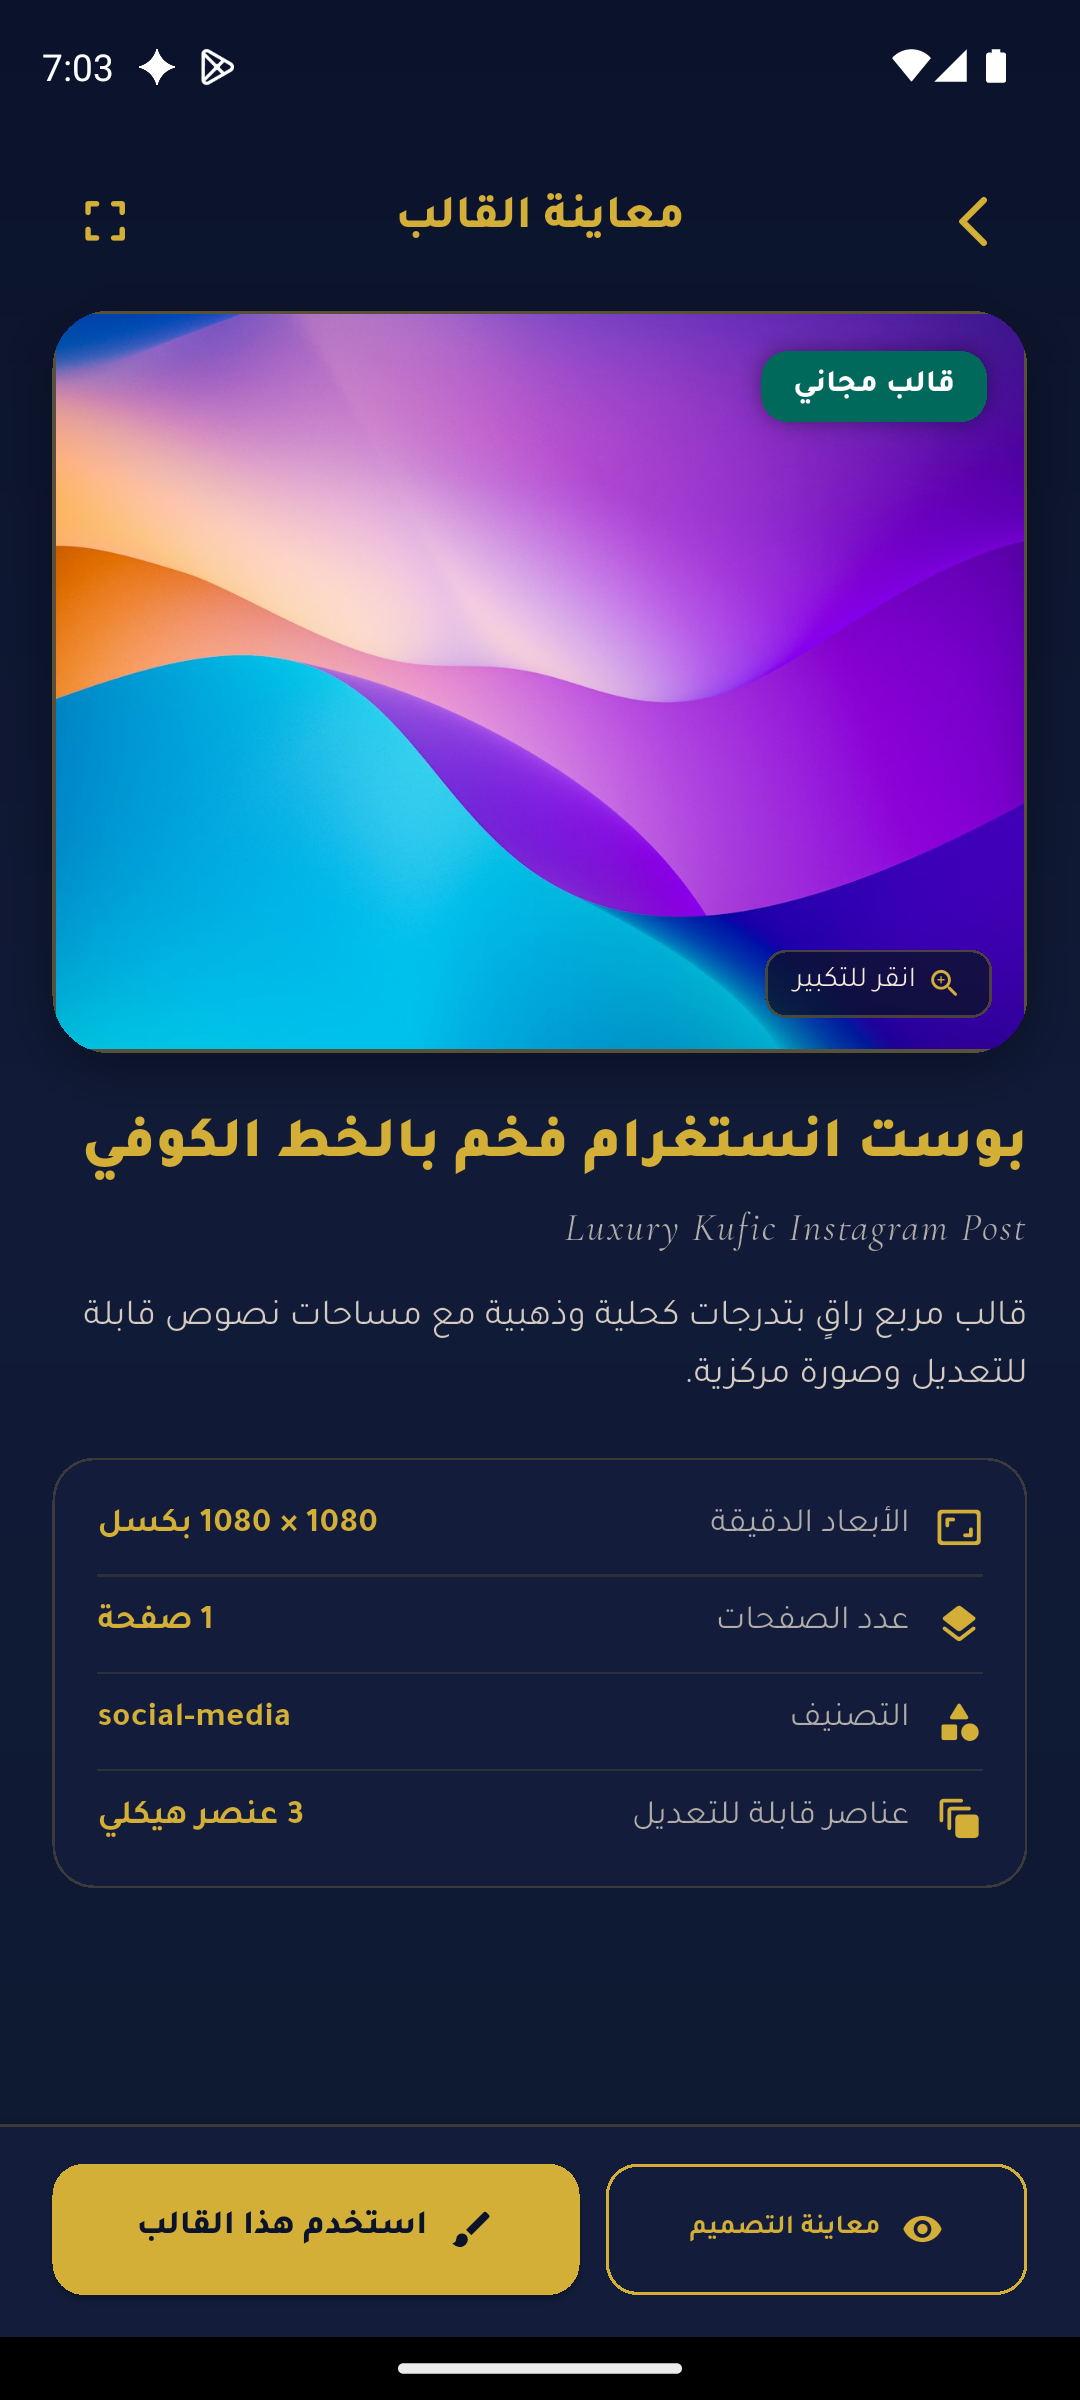 7:03
معاينة القالب
قالب مجاني
انقر للتكبير
بوست انستغرام فخم بالخط الكوفي
Luxury Kufic Instagram Post
قالب مربع راقٍ بتدرجات كحلية وذهبية مع مساحات نصوص قابلة
للتعديل وصورة مركزية.
الأبعاد الدقيقة 1080 × 1080 بكسل
عدد الصفحات 1 صفحة
التصنيف social-media
عناصر قابلة للتعديل 3 عنصر هيكلي
معاينة التصميم استخدم هذا القالب